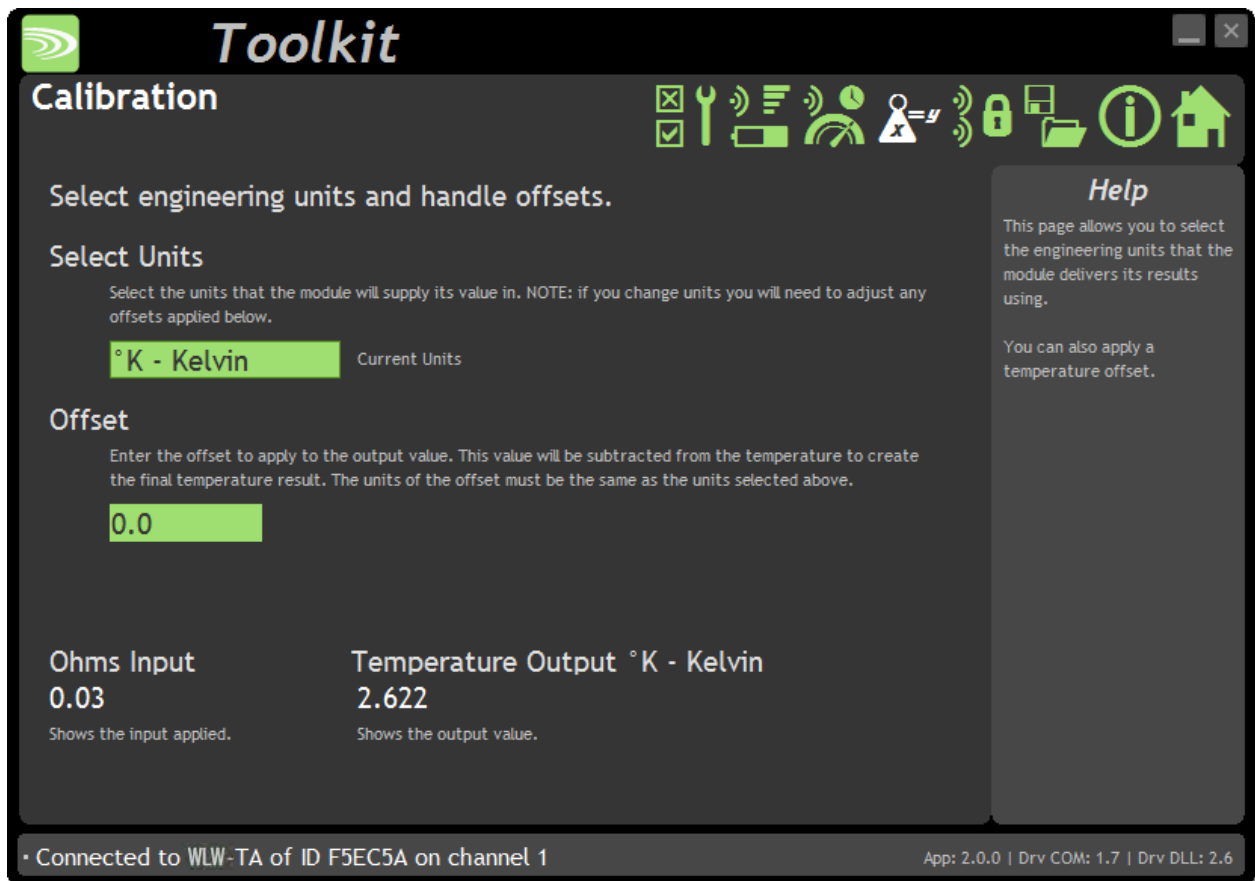 Toolkit
Calibration
x=y
Select engineering units and handle offsets.
Select Units
Select the units that the module will supply its value in. NOTE: if you change units you will need to adjust any
offsets applied below.
°K - Kelvin
Current Units
Offset
Enter the offset to apply to the output value. This value will be subtracted from the temperature to create
the final temperature result. The units of the offset must be the same as the units selected above.
0.0
Ohms Input
0.03
Shows the input applied.
Temperature Output °K - Kelvin
2.622
Shows the output value.
Help
This page allows you to select
the engineering units that the
module delivers its results
using.
You can also apply a
temperature offset.
Connected to WLW-TA of ID F5EC5A on channel 1
App: 2.0.0 | Drv COM: 1.7 | Drv DLL: 2.6